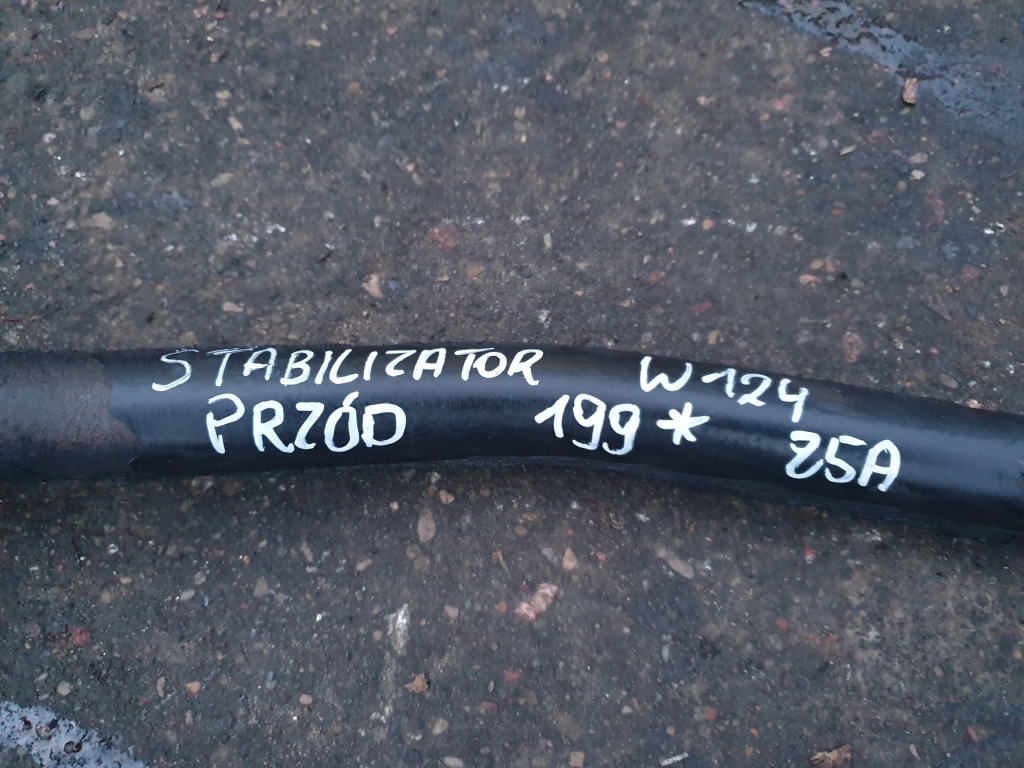 STABILIZATOR W124
PRZÓD 199* 25A